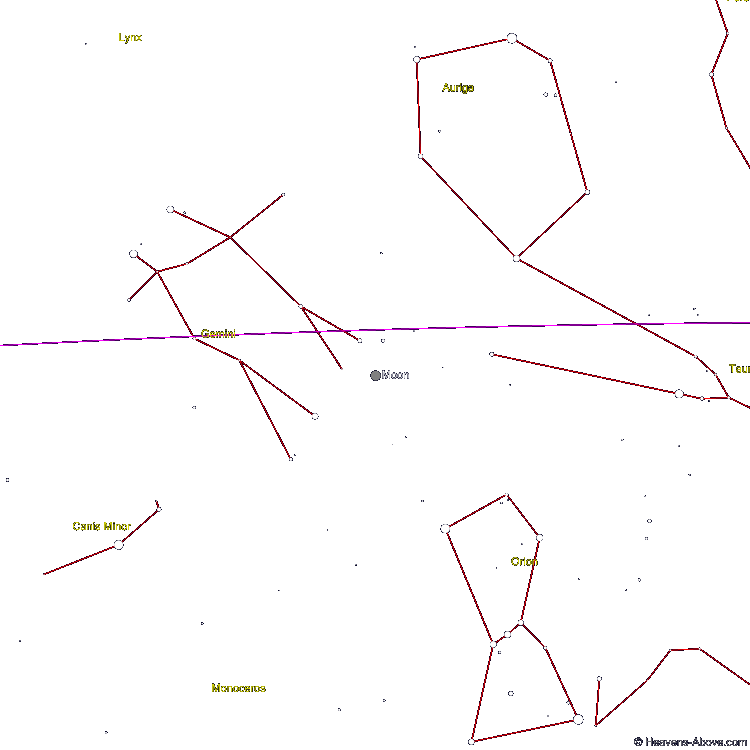 Lynx
Auriga
Gemini
Moon
Canis Minor
Orion
Monoceros
© Heavens-Above.com